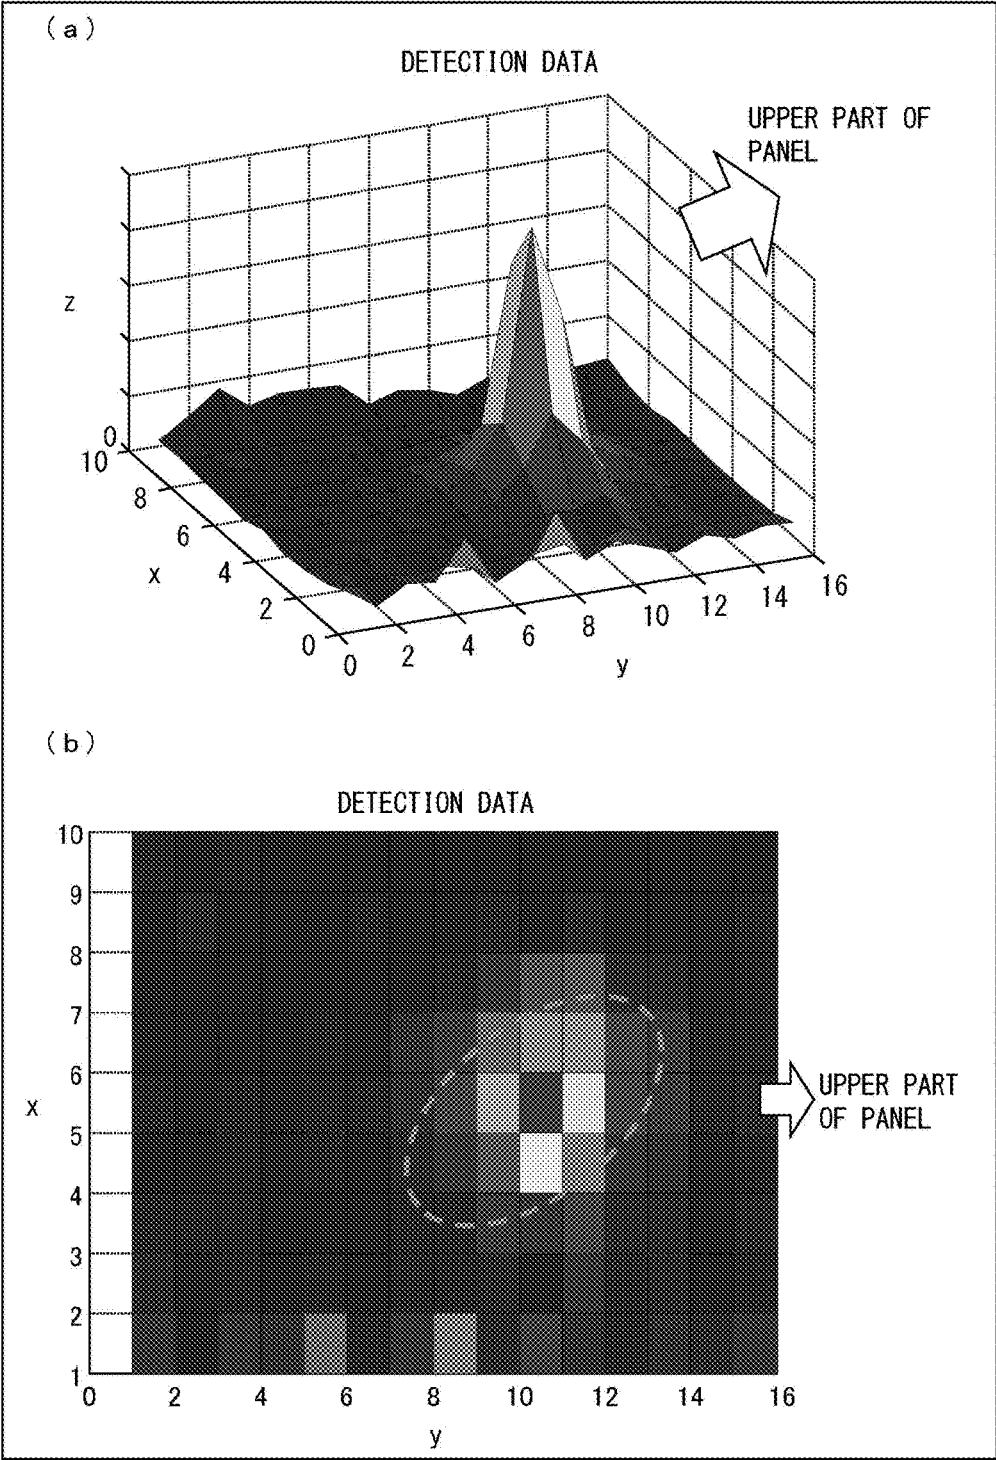 (a)
DETECTION DATA
UPPER PART OF
PANEL
z
0
10
8
6
4
2
0
x
0
2
4
6
8
10
12
14
16
y
(b)
DETECTION DATA
10
9
8
7
6
5
4
3
2
1
x
UPPER PART
OF PANEL
0 2 4 6 8 10 12 14 16
y